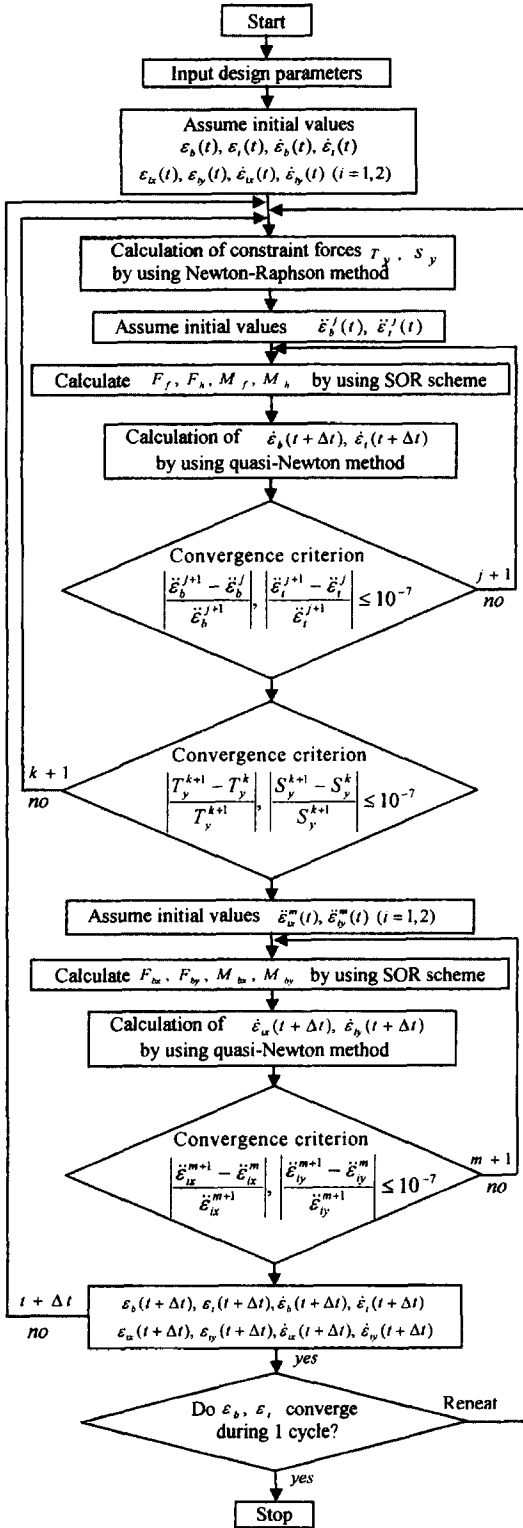 Start
Input design parameters
Assume initial values
ε_b(t), ε_t(t), ε̇_b(t), ε̇_t(t)
ε_ix(t), ε_iy(t), ε̇_ix(t), ε̇_iy(t) (i = 1, 2)
Calculation of constraint forces T_y , S_y
by using Newton-Raphson method
Assume initial values ε̈_b^j(t), ε̈_t^j(t)
Calculate F_f , F_h , M_f , M_h by using SOR scheme
Calculation of ε̇_b(t + Δt), ε̇_t(t + Δt)
by using quasi-Newton method
Convergence criterion
|(ε̈_b^{j+1} − ε̈_b^j) / ε̈_b^{j+1}|, |(ε̈_t^{j+1} − ε̈_t^j) / ε̈_t^{j+1}| ≤ 10^{-7}
j + 1
no
Convergence criterion
|(T_y^{k+1} − T_y^k) / T_y^{k+1}|, |(S_y^{k+1} − S_y^k) / S_y^{k+1}| ≤ 10^{-7}
k + 1
no
Assume initial values ε̈_ix^m(t), ε̈_iy^m(t) (i = 1, 2)
Calculate F_bx , F_by , M_bx , M_by by using SOR scheme
Calculation of ε̇_ix(t + Δt), ε̇_iy(t + Δt)
by using quasi-Newton method
Convergence criterion
|(ε̈_ix^{m+1} − ε̈_ix^m) / ε̈_ix^{m+1}|, |(ε̈_iy^{m+1} − ε̈_iy^m) / ε̈_iy^{m+1}| ≤ 10^{-7}
m + 1
no
t + Δt
no
ε_b(t + Δt), ε_t(t + Δt), ε̇_b(t + Δt), ε̇_t(t + Δt)
ε_ix(t + Δt), ε_iy(t + Δt), ε̇_ix(t + Δt), ε̇_iy(t + Δt)
yes
Do ε_b, ε_t converge
during 1 cycle?
Reneat
yes
Stop